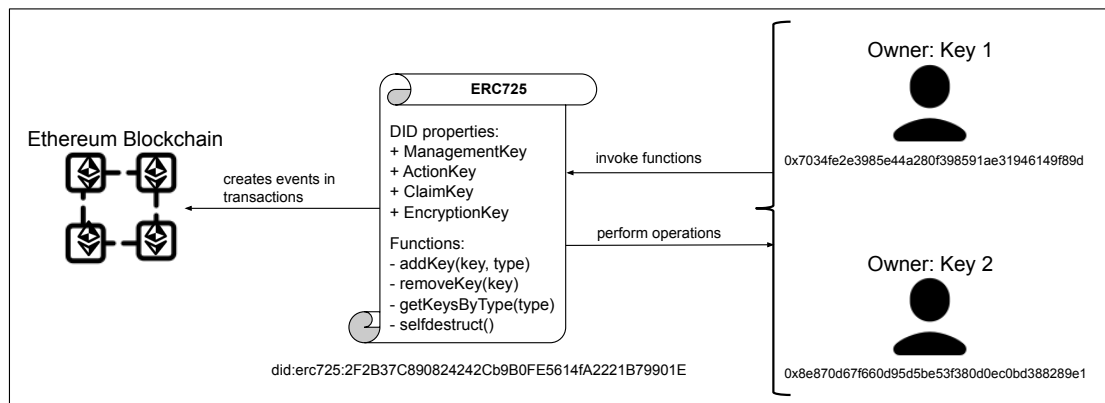 Ethereum Blockchain
creates events in
transactions
ERC725
DID properties:
+ ManagementKey
+ ActionKey
+ ClaimKey
+ EncryptionKey
Functions:
- addKey(key, type)
- removeKey(key)
- getKeysByType(type)
- selfdestruct()
did:erc725:2F2B37C890824242Cb9B0FE5614fA2221B79901E
invoke functions
perform operations
Owner: Key 1
0x7034fe2e3985e44a280f398591ae31946149f89d
Owner: Key 2
0x8e870d67f660d95d5be53f380d0ec0bd388289e1